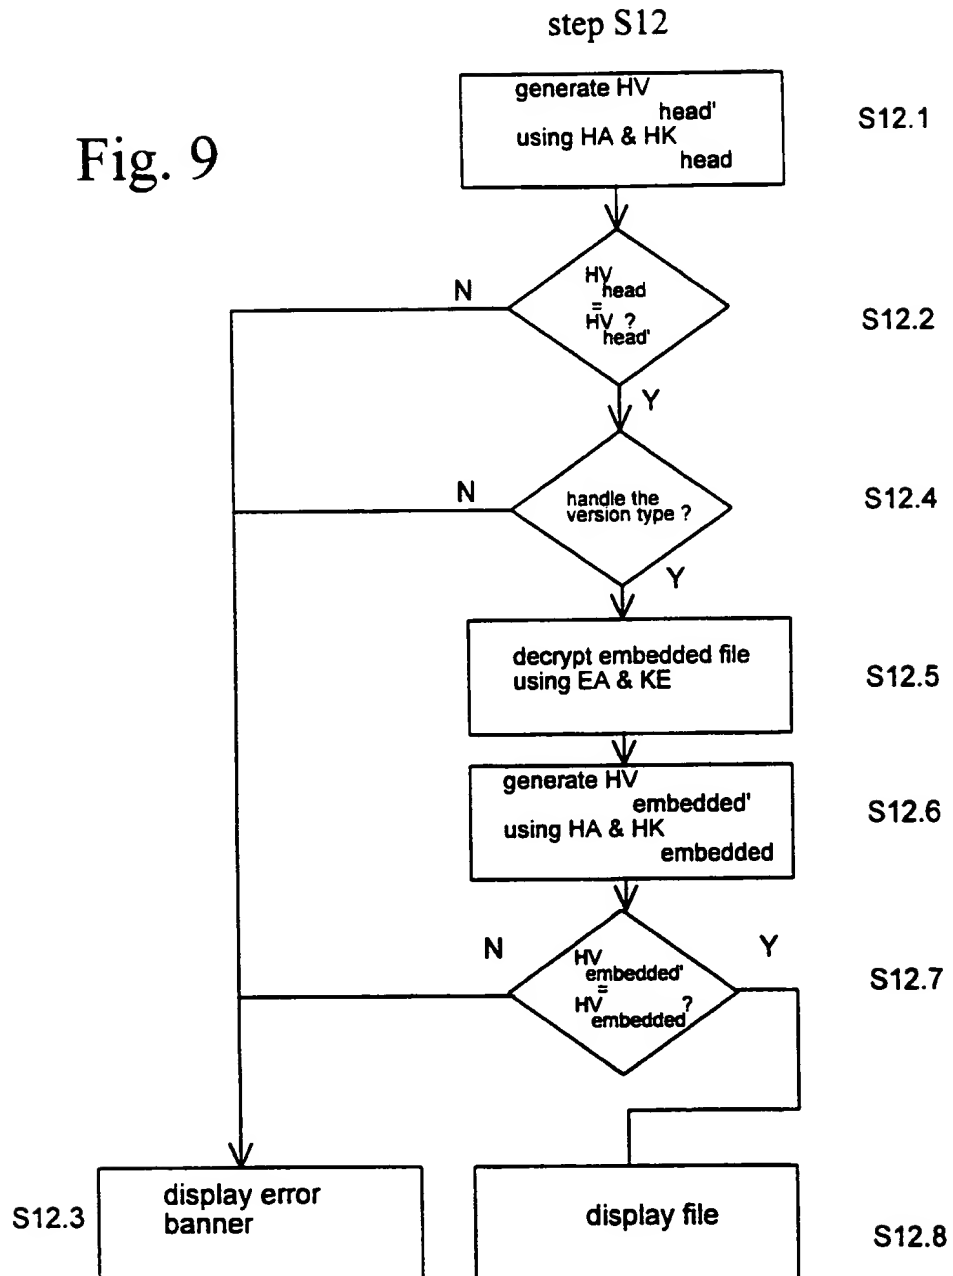 step S12
generate HV
head'
using HA & HK
head
S12.1
Fig. 9
N
HV
head
=
HV ?
head'
S12.2
Y
N
handle the
version type ?
S12.4
Y
decrypt embedded file
using EA & KE
S12.5
generate HV
embedded'
using HA & HK
embedded
S12.6
N
HV
embedded'
=
HV ?
embedded
Y
S12.7
S12.3
display error
banner
display file
S12.8